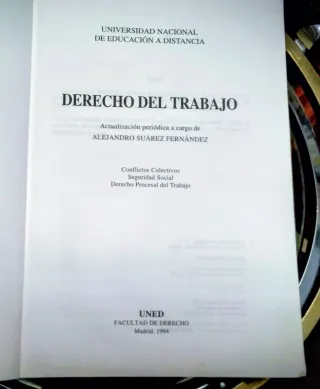 UNIVERSIDAD NACIONAL
DE EDUCACIÓN A DISTANCIA
DERECHO DEL TRABAJO
Actualización periódica a cargo de
ALEJANDRO SUÁREZ FERNÁNDEZ
Conflictos Colectivos
Seguridad Social
Derecho Procesal del Trabajo
UNED
FACULTAD DE DERECHO
Madrid, 1994